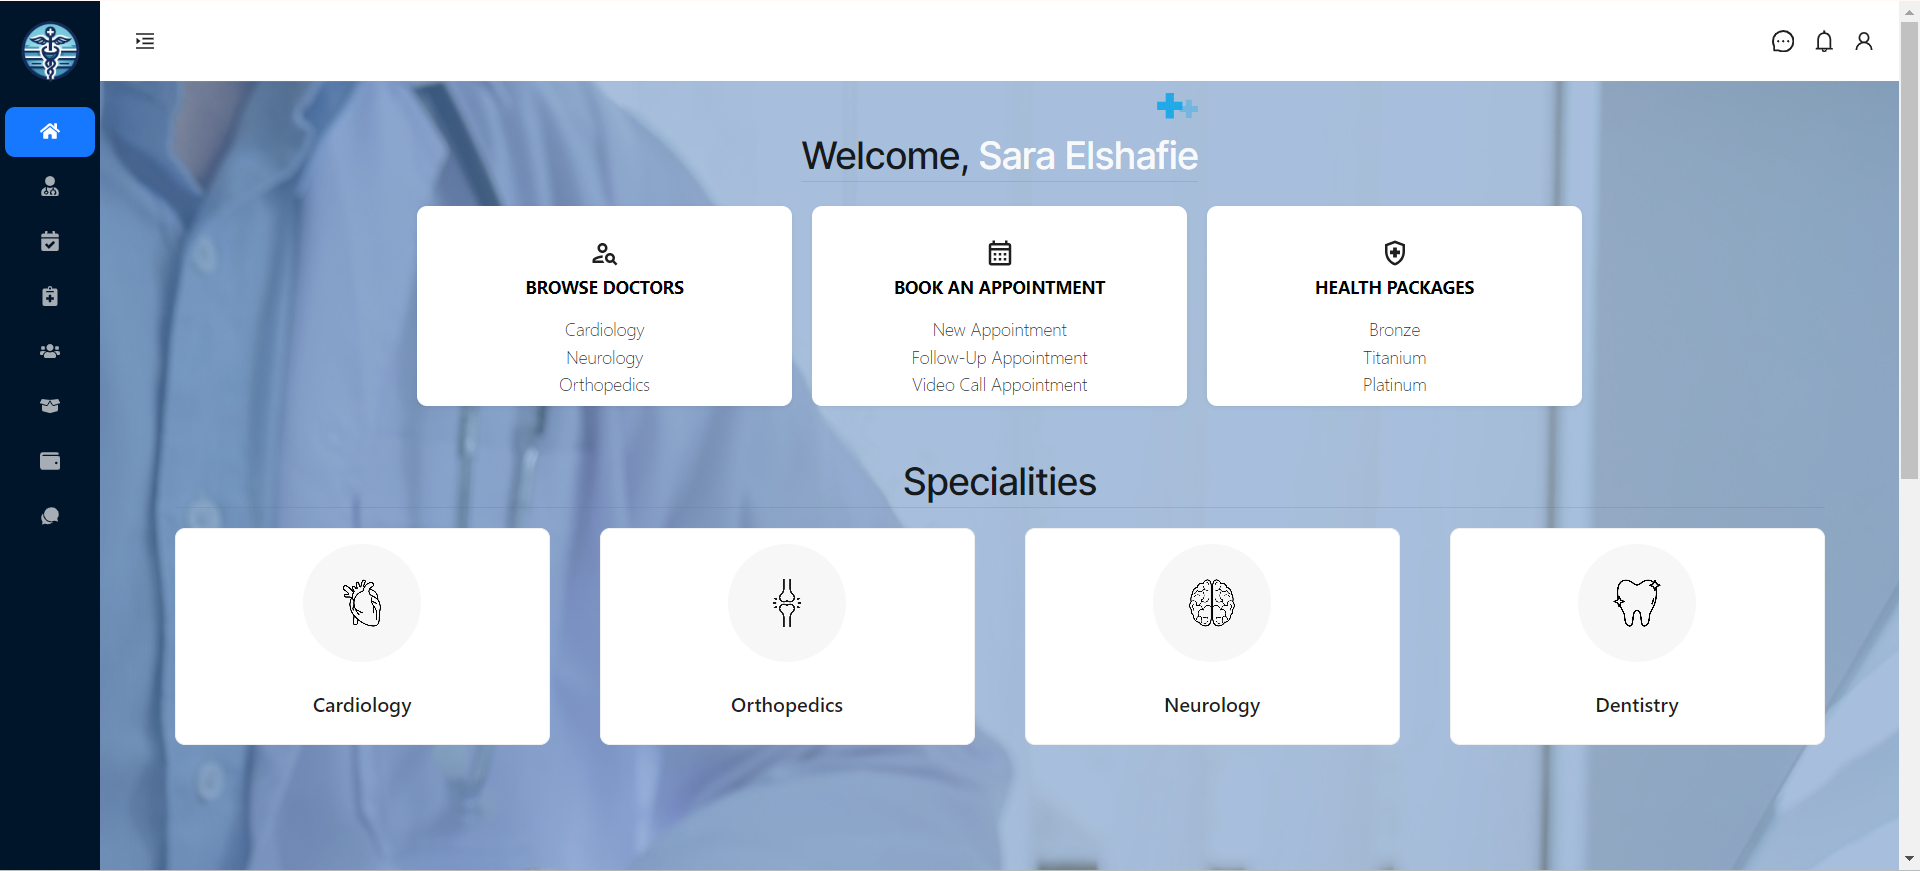 Welcome, Sara Elshafie
BROWSE DOCTORS
Cardiology
Neurology
Orthopedics
BOOK AN APPOINTMENT
New Appointment
Follow-Up Appointment
Video Call Appointment
HEALTH PACKAGES
Bronze
Titanium
Platinum
Specialities
Cardiology
Orthopedics
Neurology
Dentistry